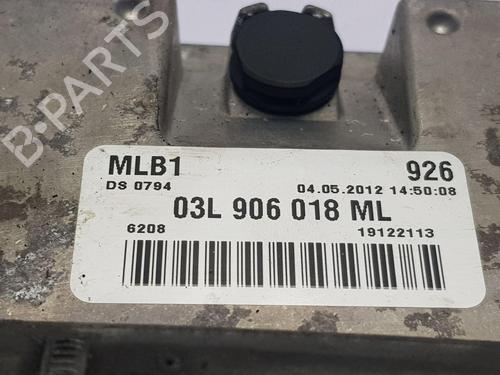 B-PARTS
MLB1 926
DS 0794 04.05.2012 14:50:08
03L 906 018 ML
6208 19122113